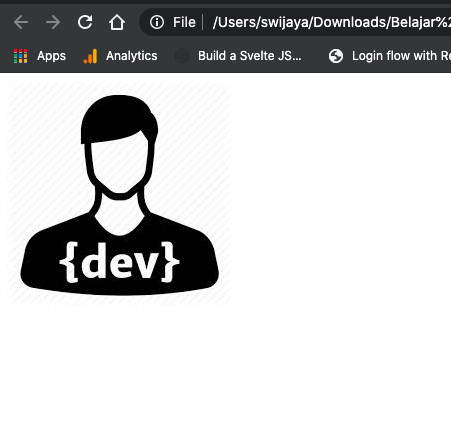 File /Users/swijaya/Downloads/Belajar%2
Apps Analytics Build a Svelte JS... Login flow with Re
{dev}